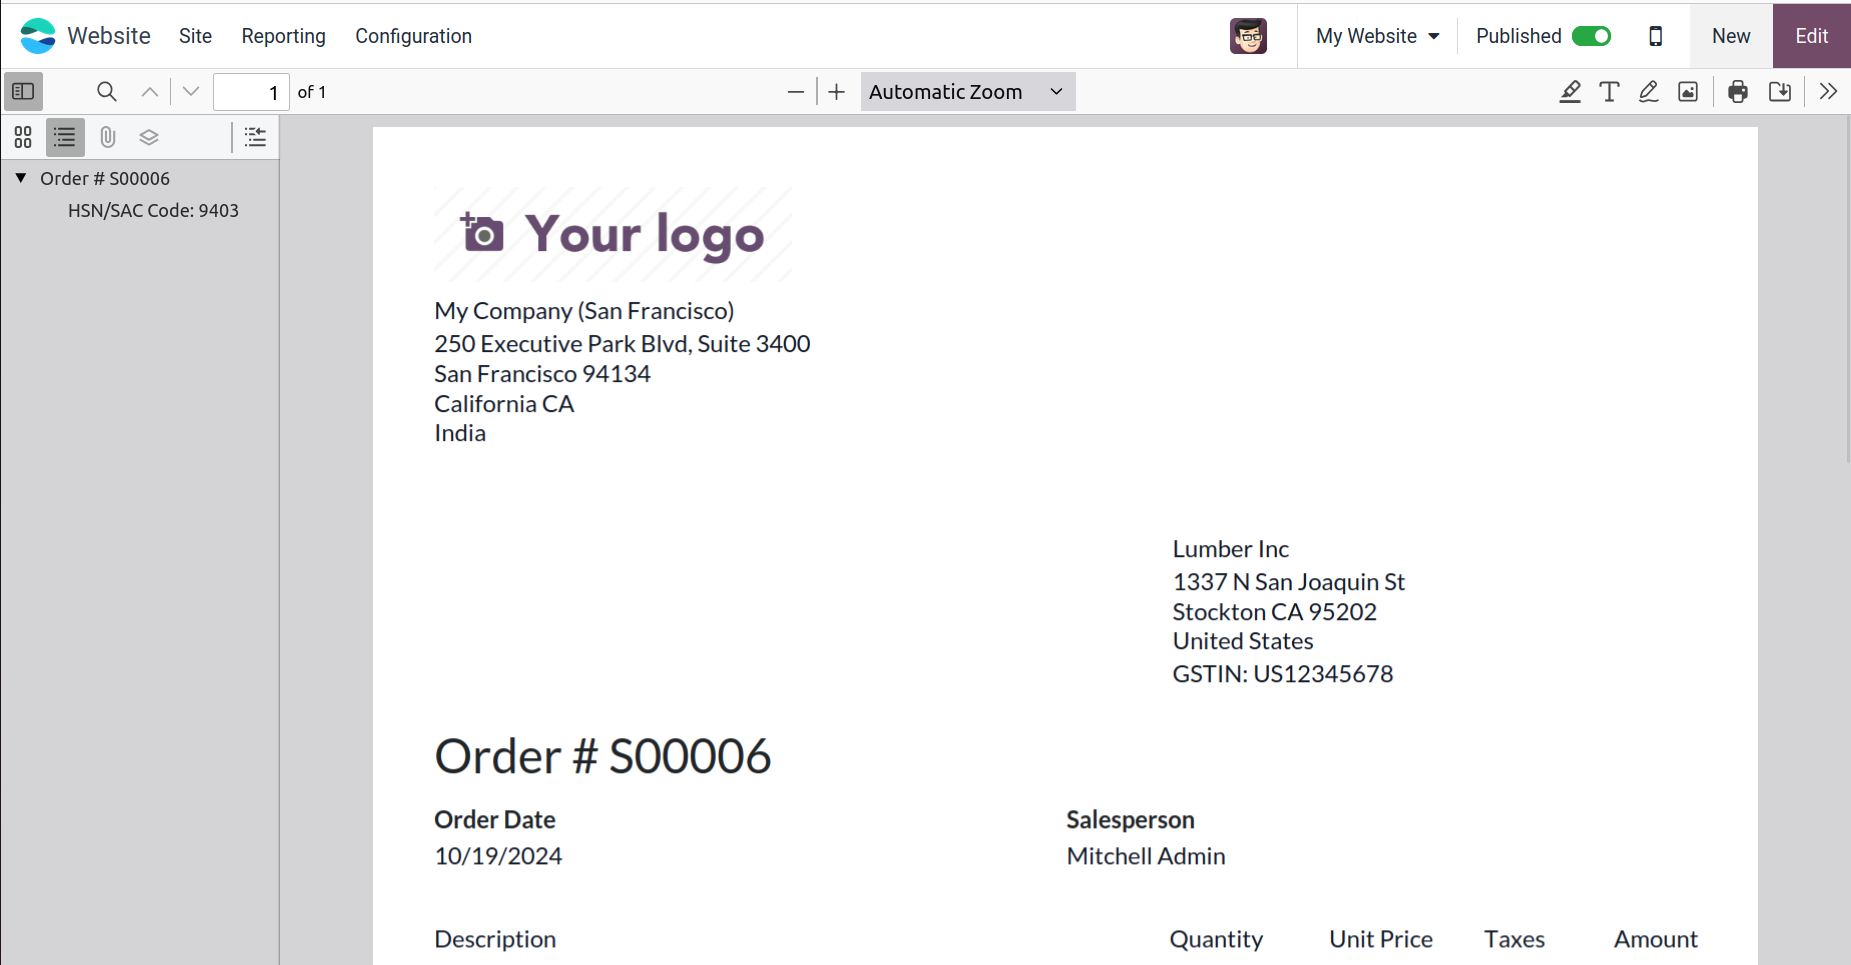 Website Site Reporting Configuration My Website Published New Edit
1 of 1 Automatic Zoom
Order # S00006
HSN/SAC Code: 9403
Your logo
My Company (San Francisco)
250 Executive Park Blvd, Suite 3400
San Francisco 94134
California CA
India
Lumber Inc
1337 N San Joaquin St
Stockton CA 95202
United States
GSTIN: US12345678
Order # S00006
Order Date Salesperson
10/19/2024 Mitchell Admin
Description Quantity Unit Price Taxes Amount